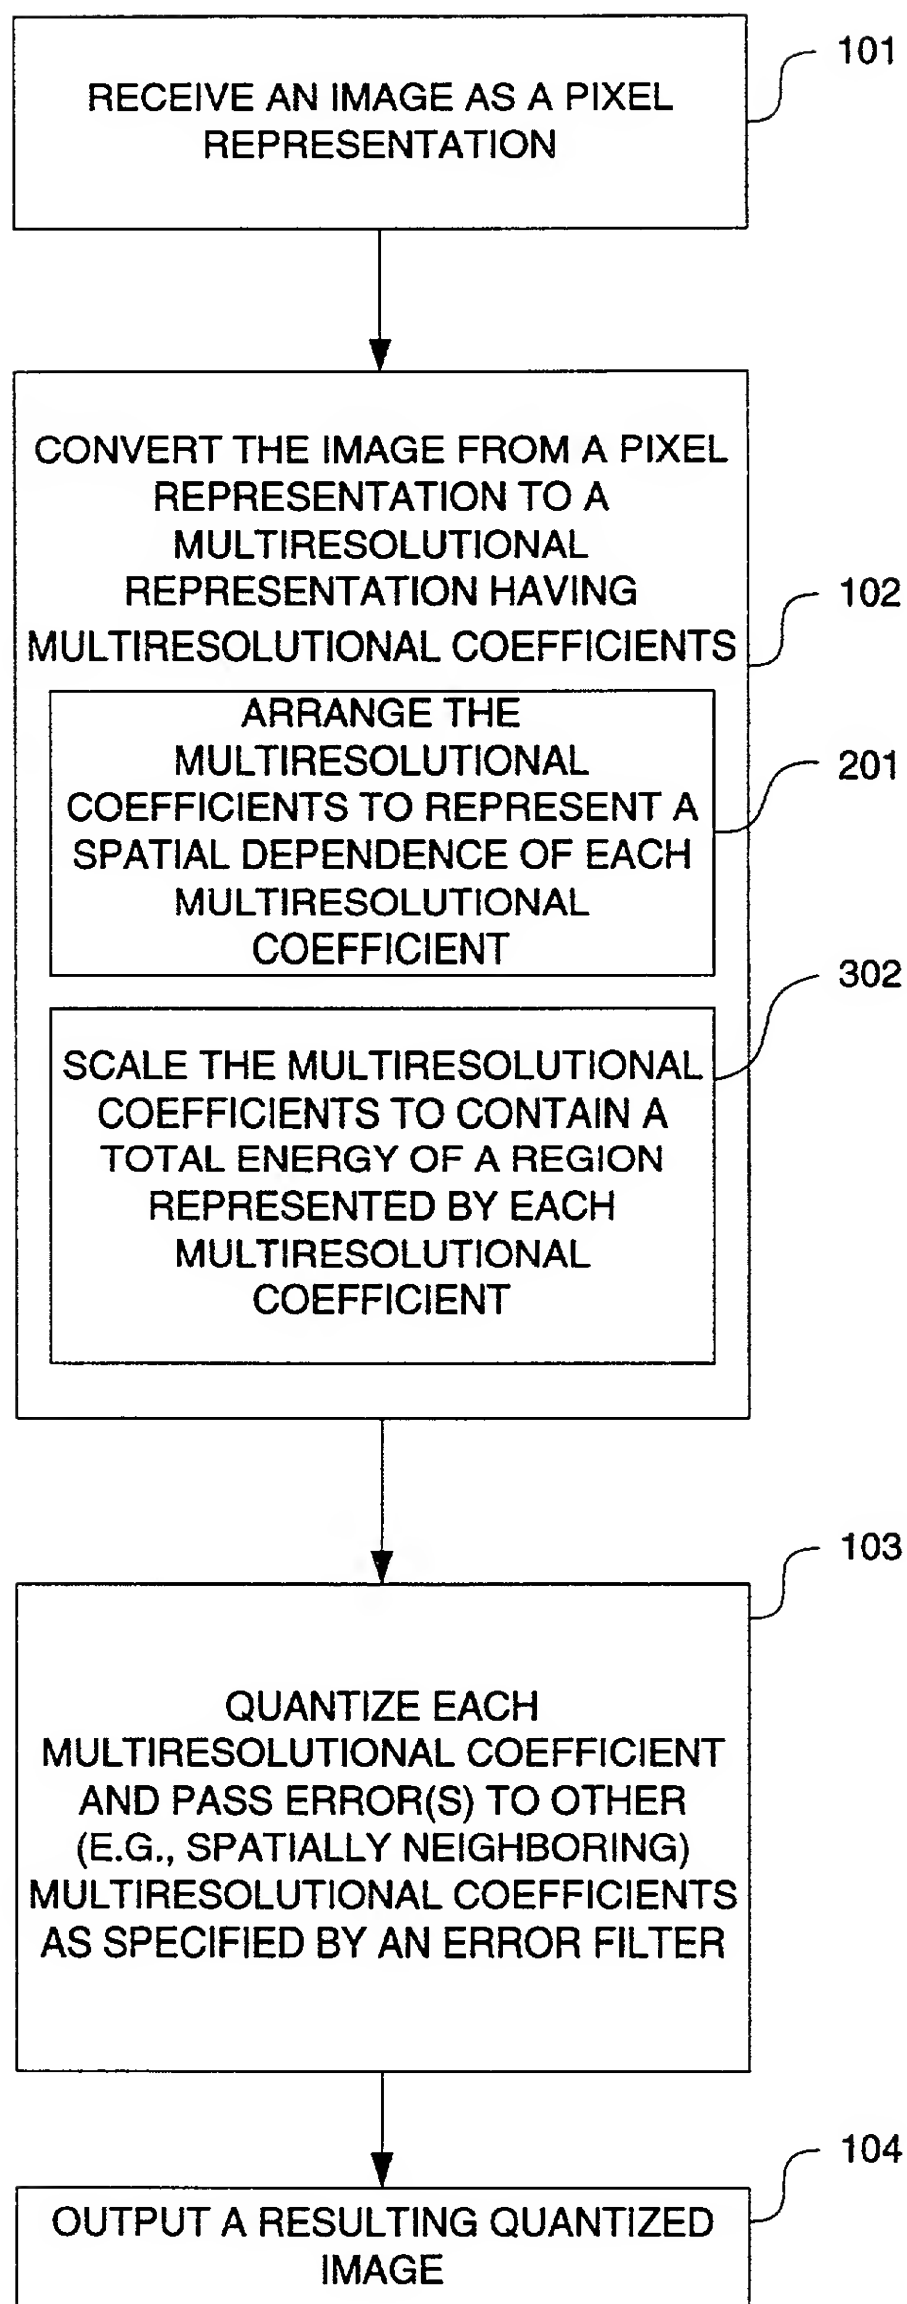 101
RECEIVE AN IMAGE AS A PIXEL
REPRESENTATION
CONVERT THE IMAGE FROM A PIXEL
REPRESENTATION TO A
MULTIRESOLUTIONAL
REPRESENTATION HAVING
MULTIRESOLUTIONAL COEFFICIENTS
102
ARRANGE THE
MULTIRESOLUTIONAL
COEFFICIENTS TO REPRESENT A
SPATIAL DEPENDENCE OF EACH
MULTIRESOLUTIONAL
COEFFICIENT
201
SCALE THE MULTIRESOLUTIONAL
COEFFICIENTS TO CONTAIN A
TOTAL ENERGY OF A REGION
REPRESENTED BY EACH
MULTIRESOLUTIONAL
COEFFICIENT
302
103
QUANTIZE EACH
MULTIRESOLUTIONAL COEFFICIENT
AND PASS ERROR(S) TO OTHER
(E.G., SPATIALLY NEIGHBORING)
MULTIRESOLUTIONAL COEFFICIENTS
AS SPECIFIED BY AN ERROR FILTER
104
OUTPUT A RESULTING QUANTIZED
IMAGE